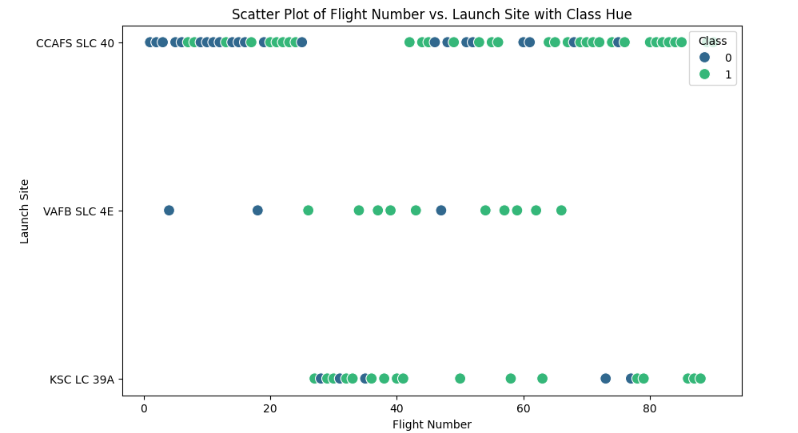 Scatter Plot of Flight Number vs. Launch Site with Class Hue
Launch Site
CCAFS SLC 40
VAFB SLC 4E
KSC LC 39A
Class
0
1
0 20 40 60 80
Flight Number